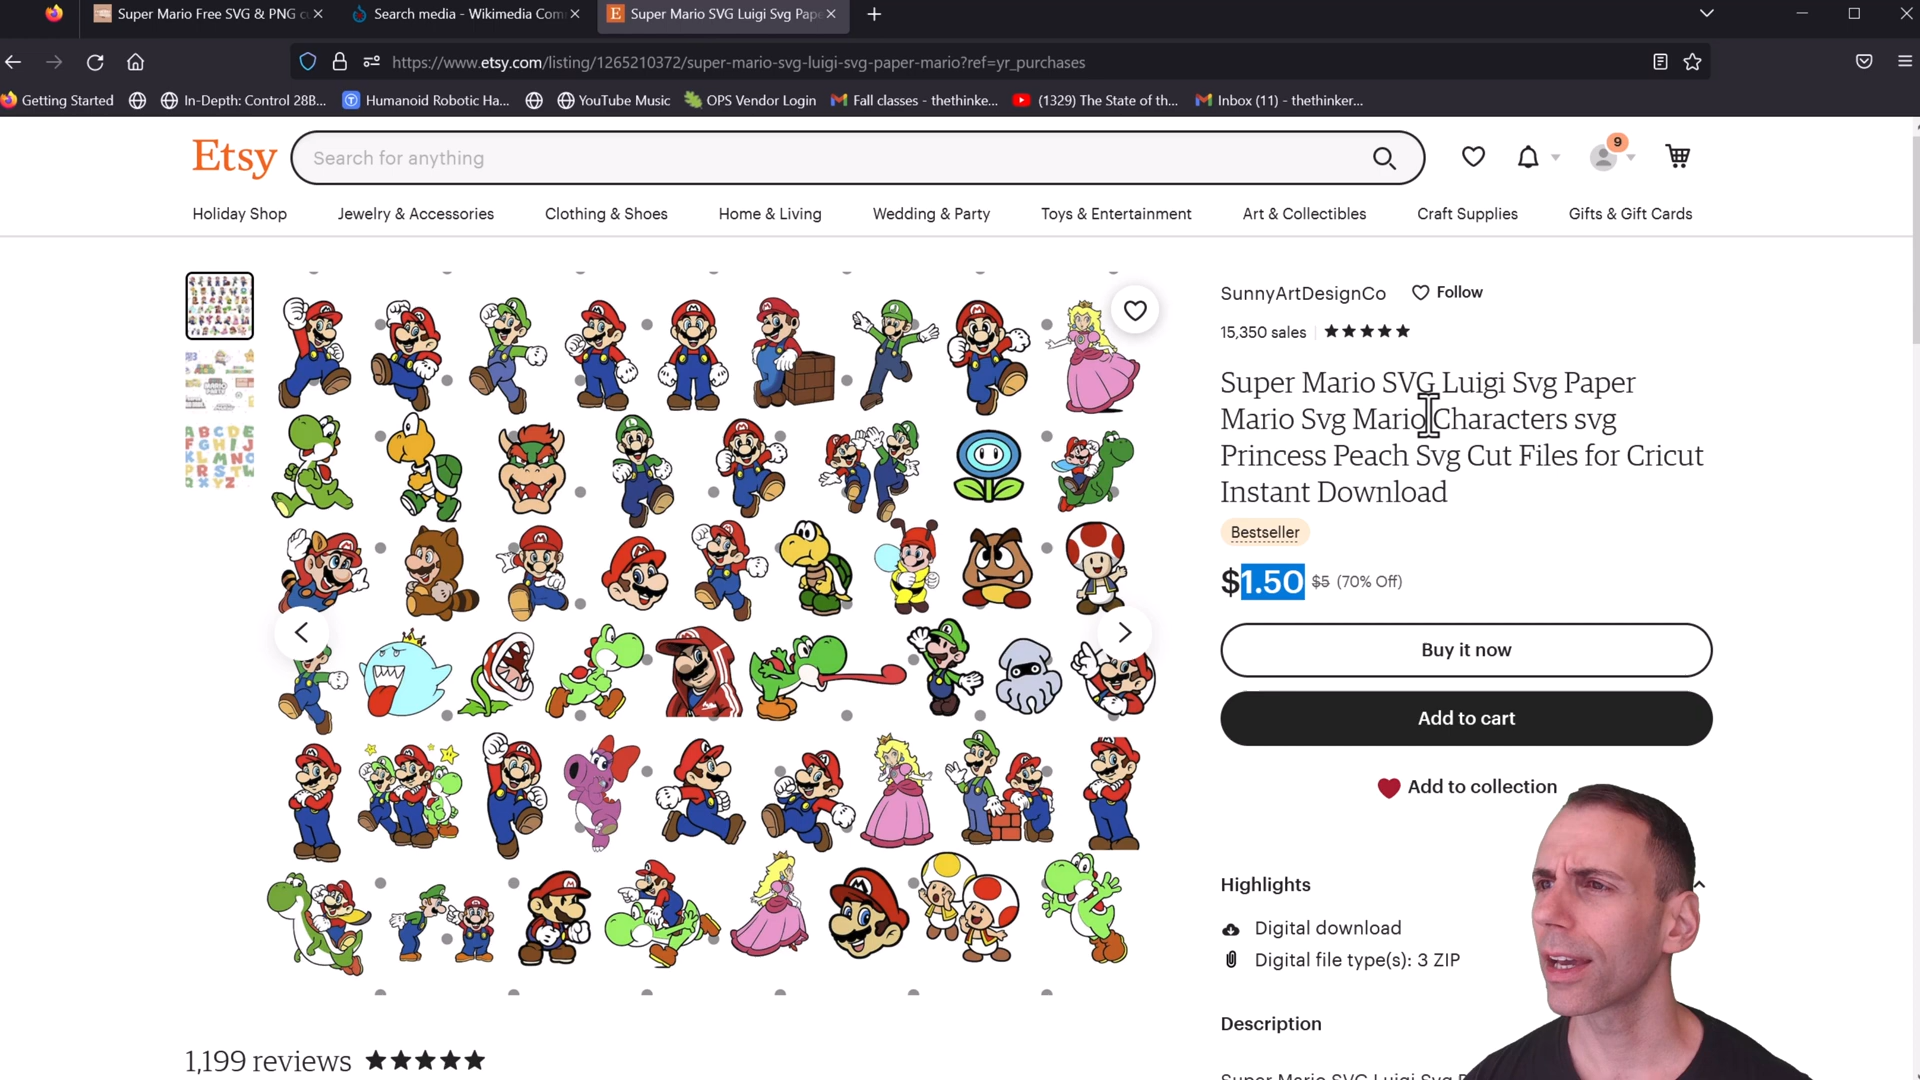 Super Mario Free SVG & PNG c
Search media - Wikimedia Com
Super Mario SVG Luigi Svg Pape
https://www.etsy.com/listing/1265210372/super-mario-svg-luigi-svg-paper-mario?ref=yr_purchases
Getting Started
In-Depth: Control 28B...
Humanoid Robotic Ha...
YouTube Music
OPS Vendor Login
Fall classes - thethinke...
(1329) The State of th...
Inbox (11) - thethinker...
Etsy
Search for anything
9
Holiday Shop
Jewelry & Accessories
Clothing & Shoes
Home & Living
Wedding & Party
Toys & Entertainment
Art & Collectibles
Craft Supplies
Gifts & Gift Cards
SunnyArtDesignCo
Follow
15,350 sales
Super Mario SVG Luigi Svg Paper
Mario Svg Mario Characters svg
Princess Peach Svg Cut Files for Cricut
Instant Download
Bestseller
$1.50 $5 (70% Off)
Buy it now
Add to cart
Add to collection
Highlights
Digital download
Digital file type(s): 3 ZIP
Description
Super Mario SVG Luigi Svg
1,199 reviews